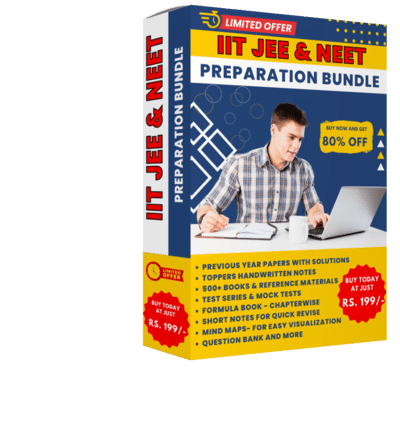 LIMITED OFFER
IIT JEE & NEET
PREPARATION BUNDLE
BUY NOW AND GET
80% OFF
• PREVIOUS YEAR PAPERS WITH SOLUTIONS
• TOPPERS HANDWRITTEN NOTES
• 500+ BOOKS & REFERENCE MATERIALS
• TEST SERIES & MOCK TESTS
• FORMULA BOOK - CHAPTERWISE
• SHORT NOTES FOR QUICK REVISE
• MIND MAPS- FOR EASY VISUALIZATION
• QUESTION BANK AND MORE
BUY TODAY
AT JUST
RS. 199/-
IIT JEE & NEET
PREPARATION BUNDLE
LIMITED
OFFER
BUY TODAY
AT JUST
RS. 199/-